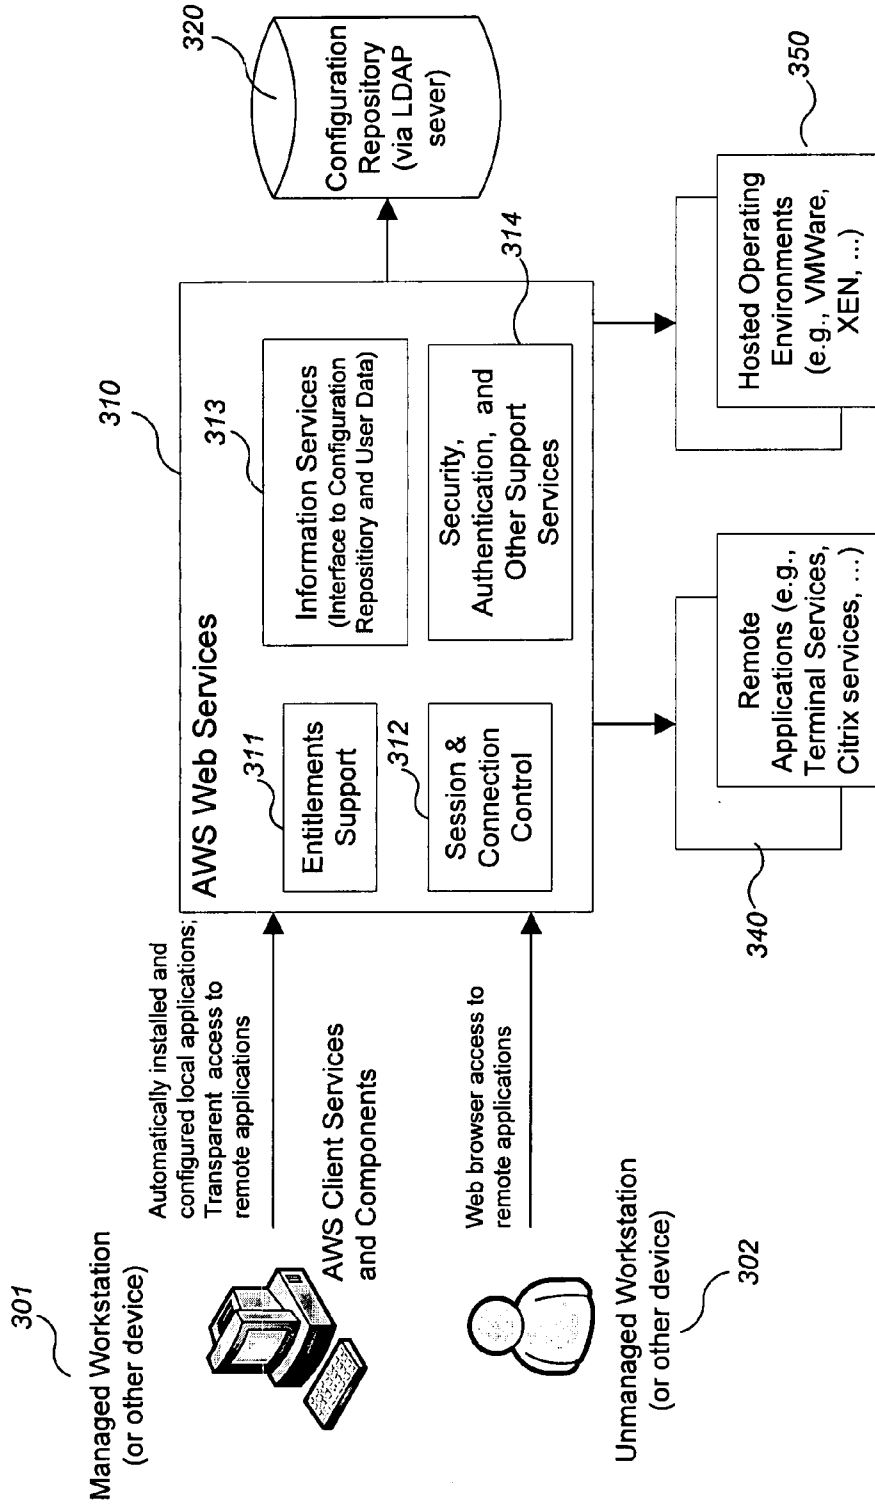 301
Managed Workstation
(or other device)
Automatically installed and
configured local applications;
Transparent access to
remote applications
AWS Client Services
and Components
Web browser access to
remote applications
Unmanaged Workstation
(or other device)
302
310
AWS Web Services
311
Entitlements
Support
312
Session &
Connection
Control
313
Information Services
(Interface to Configuration
Repositiory and User Data)
314
Security,
Authentication, and
Other Support
Services
320
Configuration
Repository
(via LDAP
sever)
340
Remote
Applications (e.g.,
Terminal Services,
Citrix services, ...)
350
Hosted Operating
Environments
(e.g., VMWare,
XEN, ...)